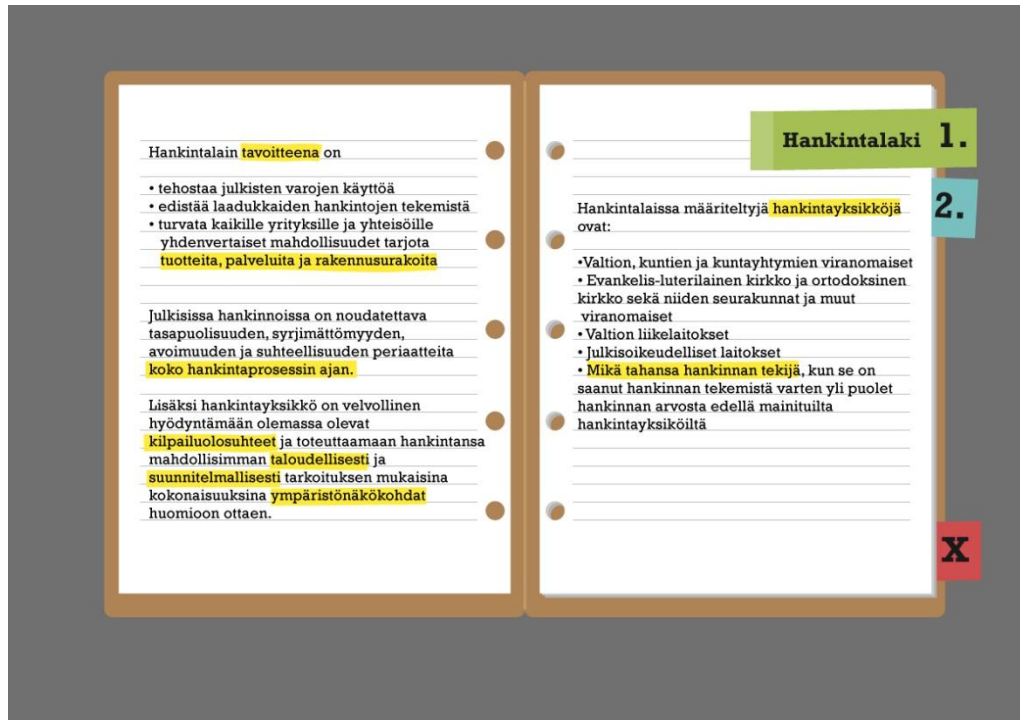 Hankintalain tavoitteena on
• tehostaa julkisten varojen käyttöä
• edistää laadukkaiden hankintojen tekemistä
• turvata kaikille yrityksille ja yhteisöille
yhdenvertaiset mahdollisuudet tarjota
tuotteita, palveluita ja rakennusurakoita
Julkisissa hankinnoissa on noudatettava
tasapuolisuuden, syrjimättömyyden,
avoimuuden ja suhteellisuuden periaatteita
koko hankintaprosessin ajan.
Lisäksi hankintayksikkö on velvollinen
hyödyntämään olemassa olevat
kilpailuolosuhteet ja toteuttamaan hankintansa
mahdollisimman taloudellisesti ja
suunnitelmallisesti tarkoituksen mukaisina
kokonaisuuksina ympäristönäkökohdat
huomioon ottaen.
Hankintalaki 1.
2.
Hankintalaissa määriteltyjä hankintayksikköjä
ovat:
•Valtion, kuntien ja kuntayhtymien viranomaiset
• Evankelis-luterilainen kirkko ja ortodoksinen
kirkko sekä niiden seurakunnat ja muut
viranomaiset
• Valtion liikelaitokset
• Julkisoikeudelliset laitokset
• Mikä tahansa hankinnan tekijä, kun se on
saanut hankinnan tekemistä varten yli puolet
hankinnan arvosta edellä mainituilta
hankintayksiköiltä
X